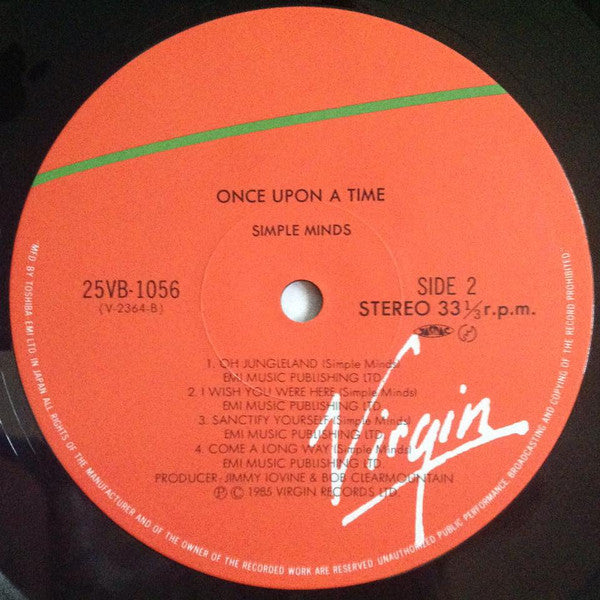 ONCE UPON A TIME
SIMPLE MINDS
25VB-1056
(V-2364-B)
SIDE 2
STEREO 33⅓r.p.m.
1. OH JUNGLELAND (Simple Minds)
EMI MUSIC PUBLISHING LTD.
2. I WISH YOU WERE HERE (Simple Minds)
EMI MUSIC PUBLISHING LTD.
3. SANCTIFY YOURSELF (Simple Minds)
EMI MUSIC PUBLISHING LTD.
4. COME A LONG WAY (Simple Minds)
EMI MUSIC PUBLISHING LTD.
PRODUCER: JIMMY IOVINE & BOB CLEARMOUNTAIN
Ⓟ © 1985 VIRGIN RECORDS LTD.
Virgin
"MFD. BY TOSHIBA-EMI LTD. IN JAPAN ALL RIGHTS OF THE MANUFACTURER AND OF THE OWNER OF THE RECORDED WORK ARE RESERVED. UNAUTHORIZED PUBLIC PERFORMANCE, BROADCASTING AND COPYING OF THE RECORD PROHIBITED"